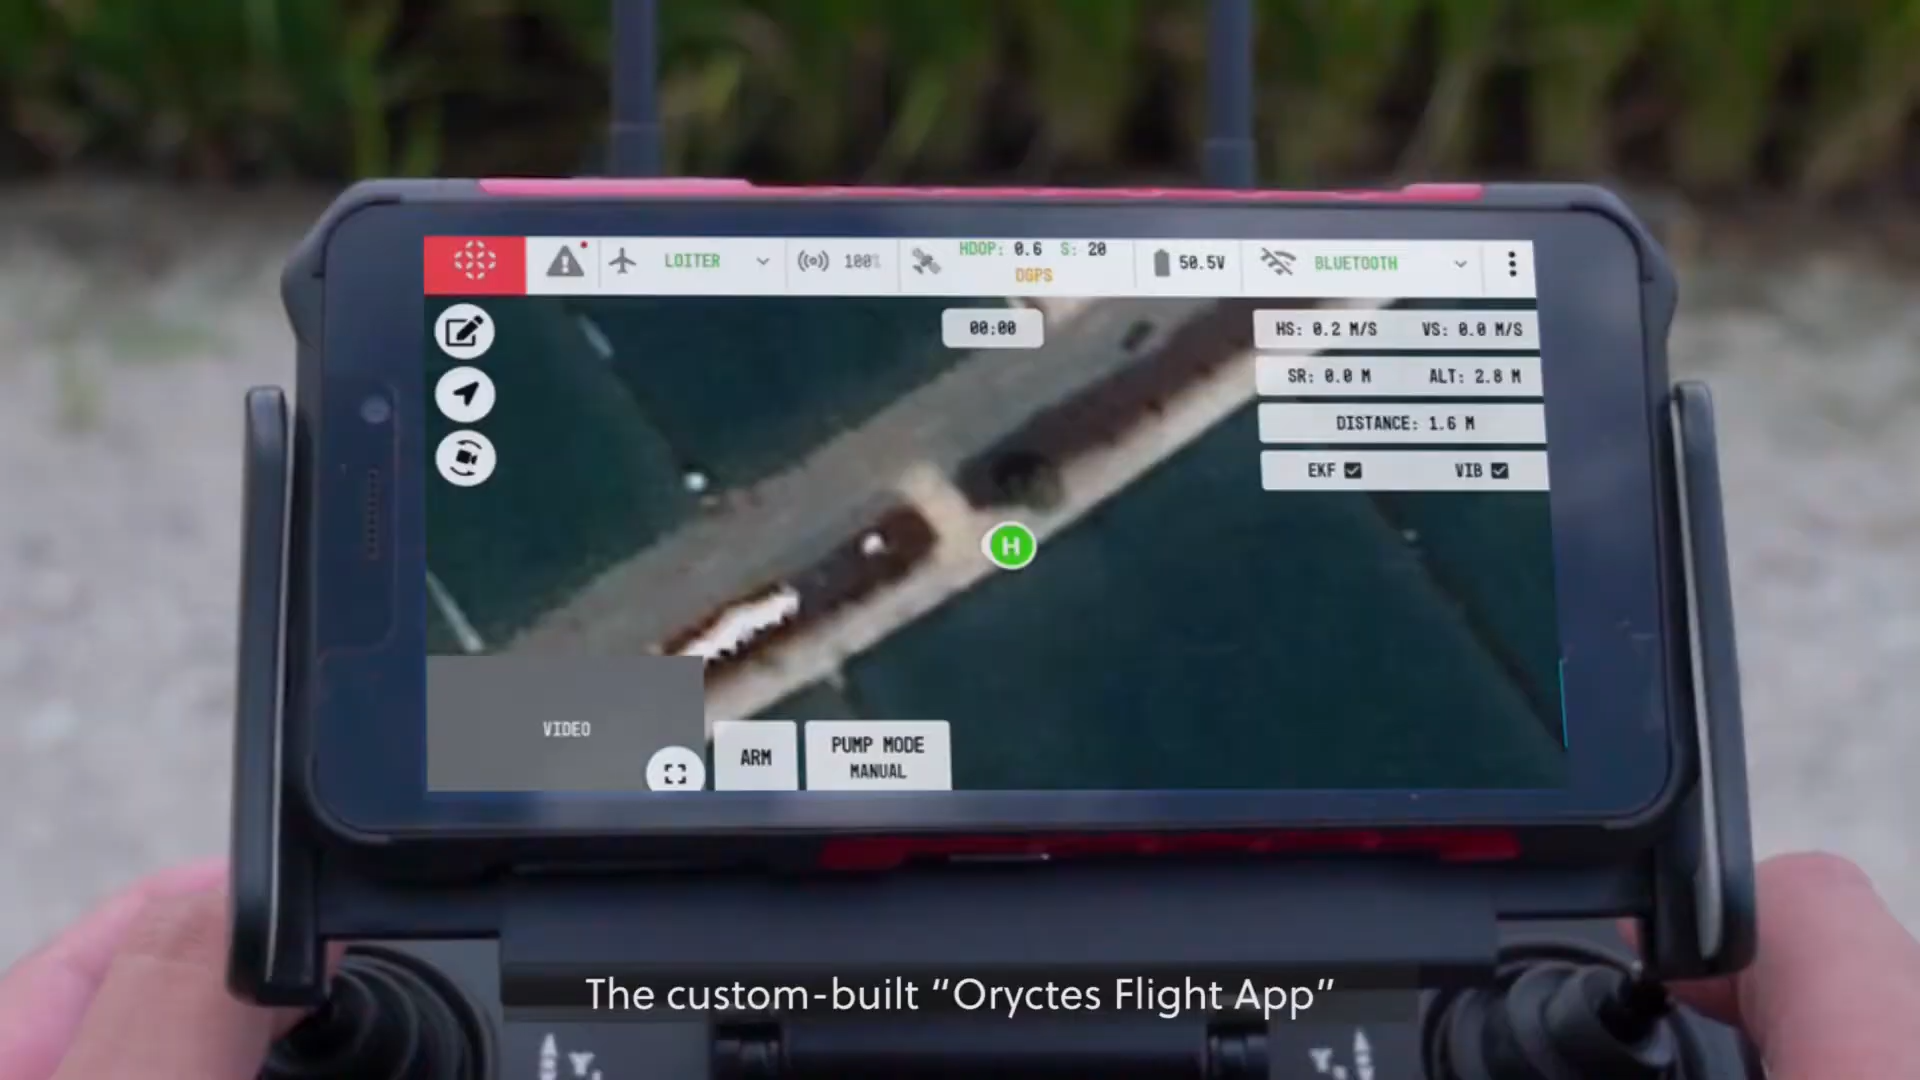 LOITER
100%
HDOP: 0.6 S: 20
DGPS
50.5V
BLUETOOTH
00:00
HS: 0.2 M/S VS: 0.0 M/S
SR: 0.0 M ALT: 2.8 M
DISTANCE: 1.6 M
EKF VIB
H
VIDEO
ARM
PUMP MODE
MANUAL
The custom-built “Oryctes Flight App”